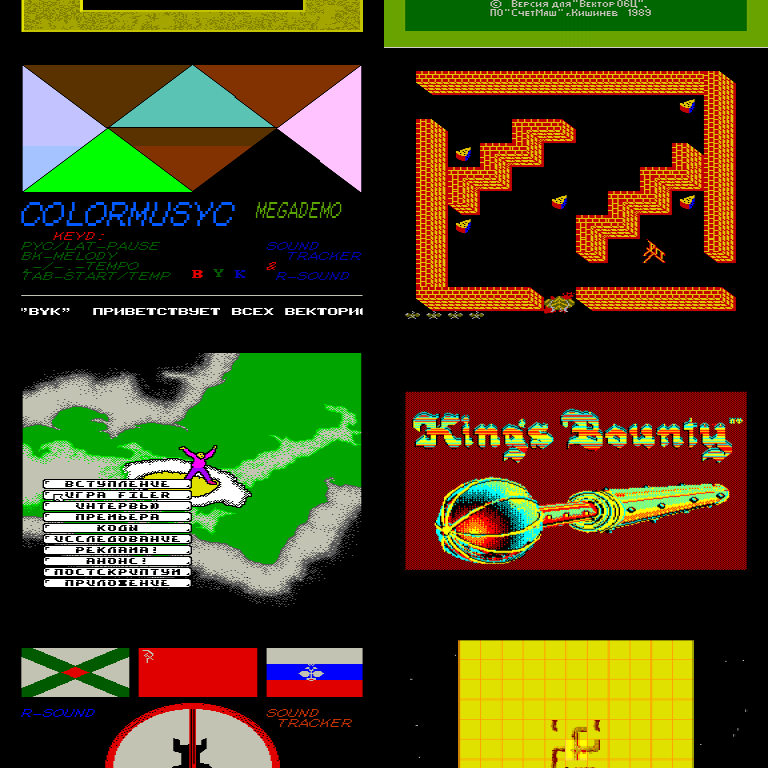 © Версия для "Вектор 06Ц",
ПО "СчетМаш" г.Кишинев 1989
COLORMUSYC MEGADEMO
KEYD:
РУС/LAT-PAUSE
ВК-MELODY
TAB-START/TEMP
SOUND
TRACKER
&
R-SOUND
B Y K
"BYK" ПРИВЕТСТВУЕТ ВСЕХ
ВСТУПЛЕНИЕ
ИГРА FILER
ИНТЕРВЬЮ
ПРЕМЬЕРА
КОДЫ
ИССЛЕДОВАНИЕ
РЕКЛАМА!
АНОНС!
ПОСТСКРИПТУМ
ПРИЛОЖЕНИЕ
King's Bounty
R-SOUND
SOUND
TRACKER